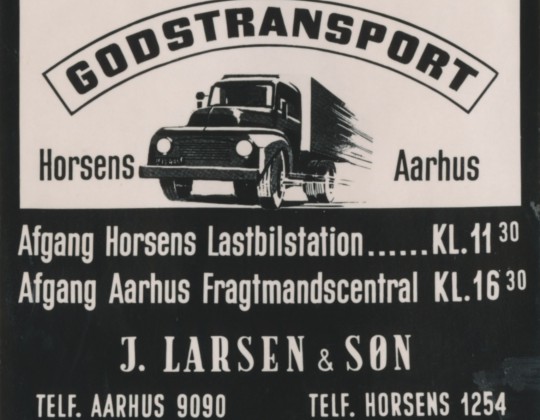 GODSTRANSPORT
Horsens Aarhus
Afgang Horsens Lastbilstation......KL.11 30
Afgang Aarhus Fragtmandscentral KL.16 30
J. LARSEN & SØN
TELF. AARHUS 9090 TELF. HORSENS 1254